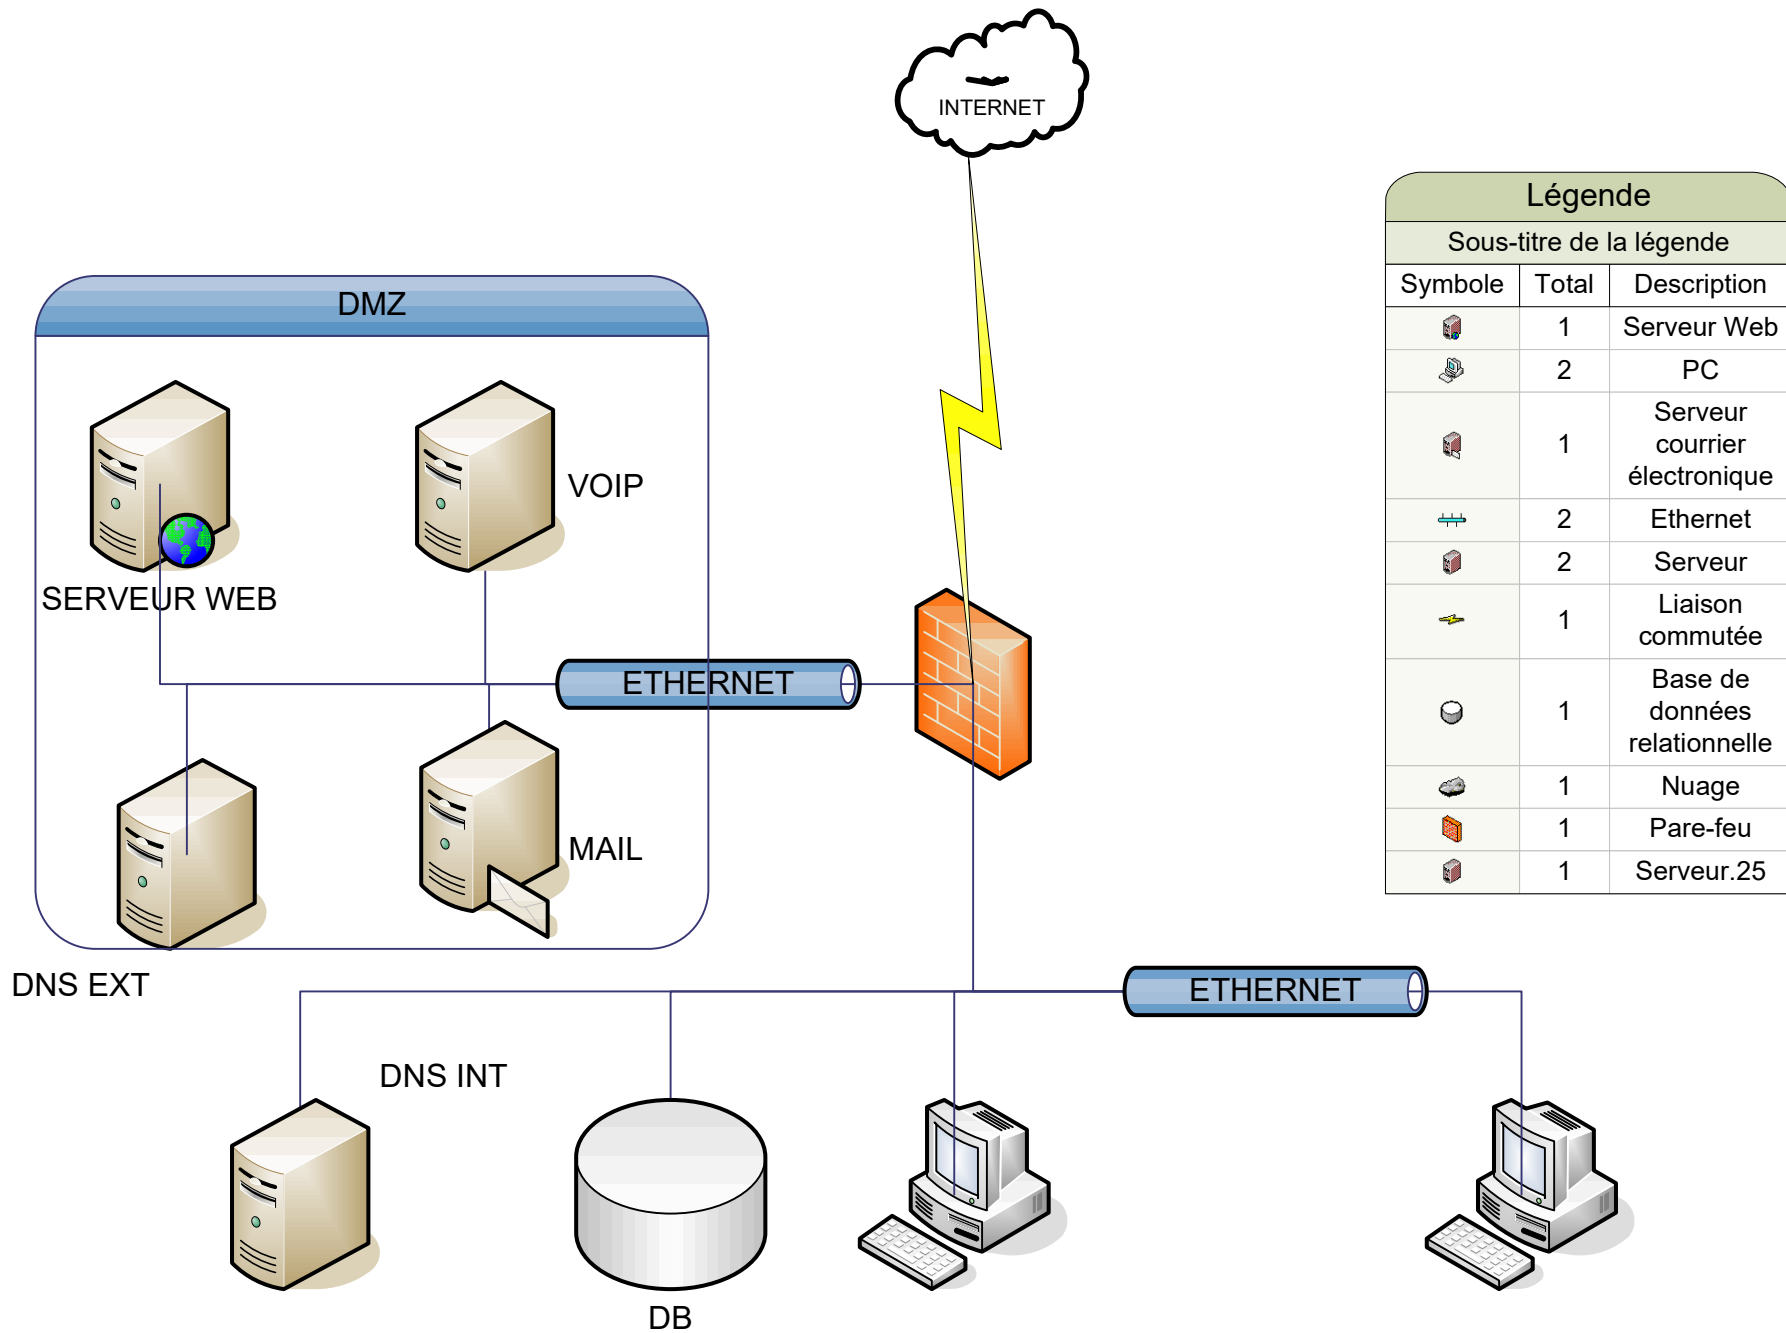 INTERNET
Légende
Sous-titre de la légende
Symbole Total Description
1 Serveur Web
2 PC
1 Serveur
courrier
électronique
2 Ethernet
2 Serveur
1 Liaison
commutée
1 Base de
données
relationnelle
1 Nuage
1 Pare-feu
1 Serveur.25
DMZ
VOIP
SERVEUR WEB
ETHERNET
MAIL
DNS EXT
ETHERNET
DNS INT
DB